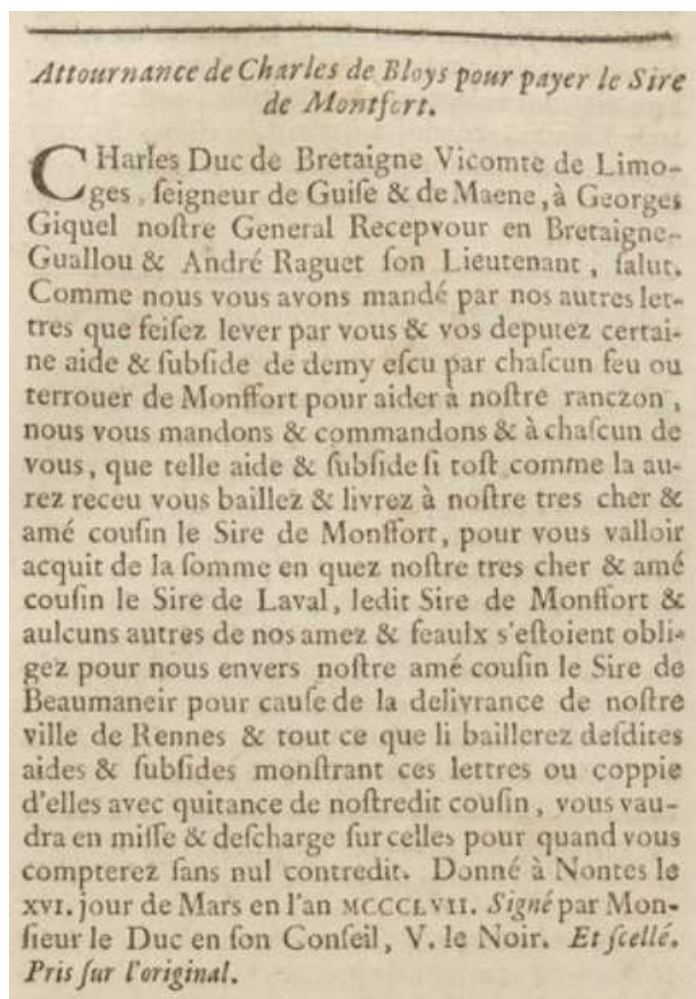 Attournance de Charles de Bloys pour payer le Sire
de Montfort.
CHarles Duc de Bretaigne Vicomte de Limo-
ges, ſeigneur de Guiſe & de Maene, à Georges
Giquel noſtre General Recepvour en Bretaigne-
Guallou & André Raguet ſon Lieutenant, ſalut.
Comme nous vous avons mandé par nos autres let-
tres que feiſez lever par vous & vos deputez certai-
ne aide & ſubſide de demy eſcu par chaſcun feu ou
terrouer de Monffort pour aider à noſtre ranczon,
nous vous mandons & commandons & à chaſcun de
vous, que telle aide & ſubſide ſi toſt comme la au-
rez receu vous baillez & livrez à noſtre tres cher &
amé couſin le Sire de Monffort, pour vous valloir
acquit de la ſomme en quez noſtre tres cher & amé
couſin le Sire de Laval, ledit Sire de Monffort &
aulcuns autres de nos amez & feaulx s'eſtoient obli-
gez pour nous envers noſtre amé couſin le Sire de
Beaumaneir pour cauſe de la delivrance de noſtre
ville de Rennes & tout ce que li baillerez deſdites
aides & ſubſides monſtrant ces lettres ou coppie
d'elles avec quitance de noſtredit couſin, vous vau-
dra en miſſe & deſcharge ſur celles pour quand vous
compterez ſans nul contredit. Donné à Nontes le
XVI. jour de Mars en l'an MCCCLVII. Signé par Mon-
ſieur le Duc en ſon Conſeil, V. le Noir. Et ſcellé.
Pris ſur l'original.